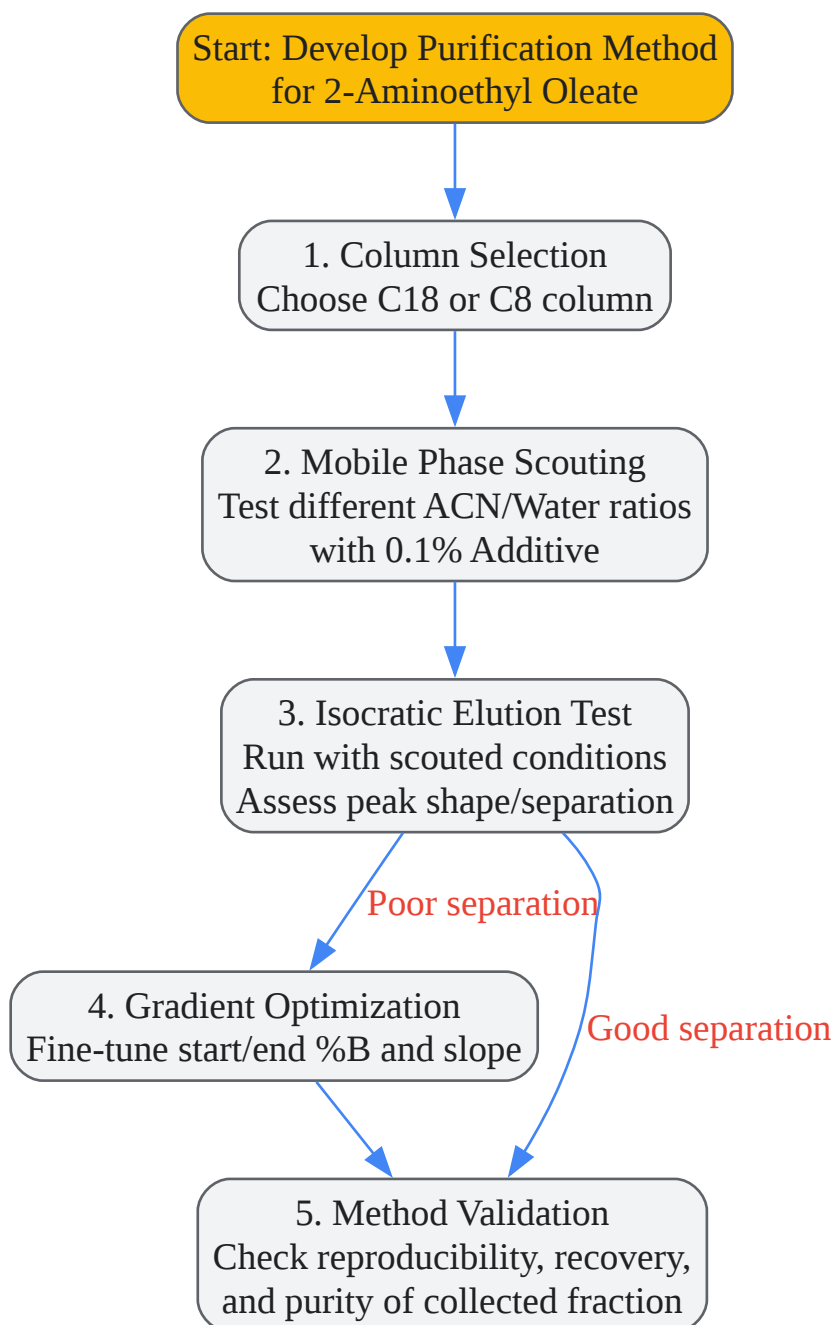 Start: Develop Purification Method
for 2-Aminoethyl Oleate
1. Column Selection
Choose C18 or C8 column
2. Mobile Phase Scouting
Test different ACN/Water ratios
with 0.1% Additive
3. Isocratic Elution Test
Run with scouted conditions
Assess peak shape/separation
Poor separation
4. Gradient Optimization
Fine-tune start/end %B and slope
Good separation
5. Method Validation
Check reproducibility, recovery,
and purity of collected fraction